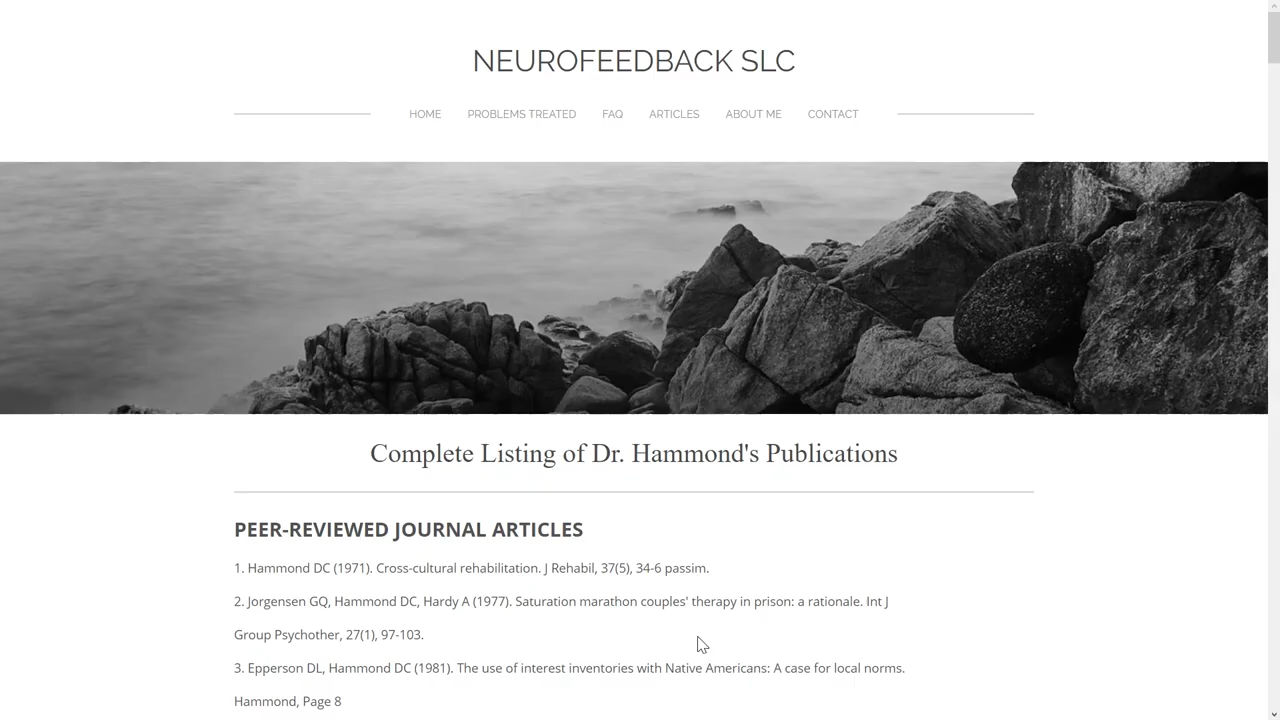 NEUROFEEDBACK SLC
HOME PROBLEMS TREATED FAQ ARTICLES ABOUT ME CONTACT
Complete Listing of Dr. Hammond's Publications
PEER-REVIEWED JOURNAL ARTICLES
1. Hammond DC (1971). Cross-cultural rehabilitation. J Rehabil, 37(5), 34-6 passim.
2. Jorgensen GQ, Hammond DC, Hardy A (1977). Saturation marathon couples' therapy in prison: a rationale. Int J
Group Psychother, 27(1), 97-103.
3. Epperson DL, Hammond DC (1981). The use of interest inventories with Native Americans: A case for local norms.
Hammond, Page 8